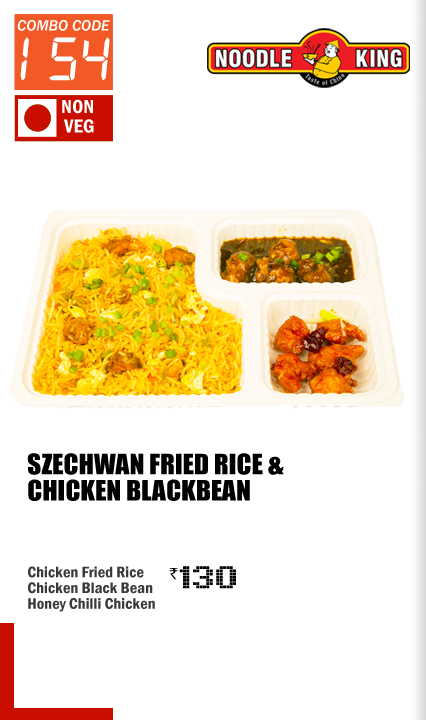 COMBO CODE
154
NON
VEG
NOODLE KING
Taste of China
SZECHWAN FRIED RICE &
CHICKEN BLACKBEAN
Chicken Fried Rice
Chicken Black Bean
Honey Chilli Chicken
₹130